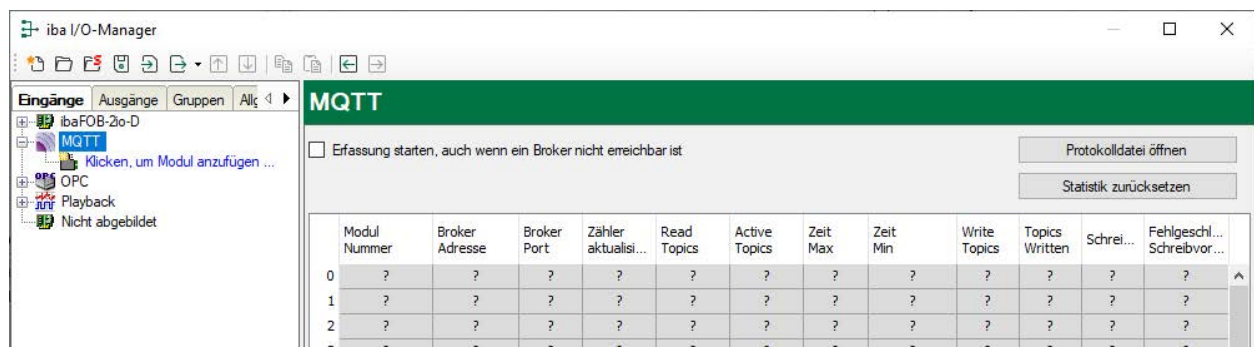 iba I/O-Manager
Eingänge Ausgänge Gruppen Allg
ibaFOB-2io-D
MQTT
Klicken, um Modul anzufügen ...
OPC
Playback
Nicht abgebildet
MQTT
Erfassung starten, auch wenn ein Broker nicht erreichbar ist
Protokolldatei öffnen
Statistik zurücksetzen
Modul Broker Broker Zähler Read Active Zeit Zeit Write Topics Schrei... Fehlgeschl...
Nummer Adresse Port aktualisi... Topics Topics Max Min Topics Written Schreibvor...
0 ? ? ? ? ? ? ? ? ? ? ? ?
1 ? ? ? ? ? ? ? ? ? ? ? ?
2 ? ? ? ? ? ? ? ? ? ? ? ?